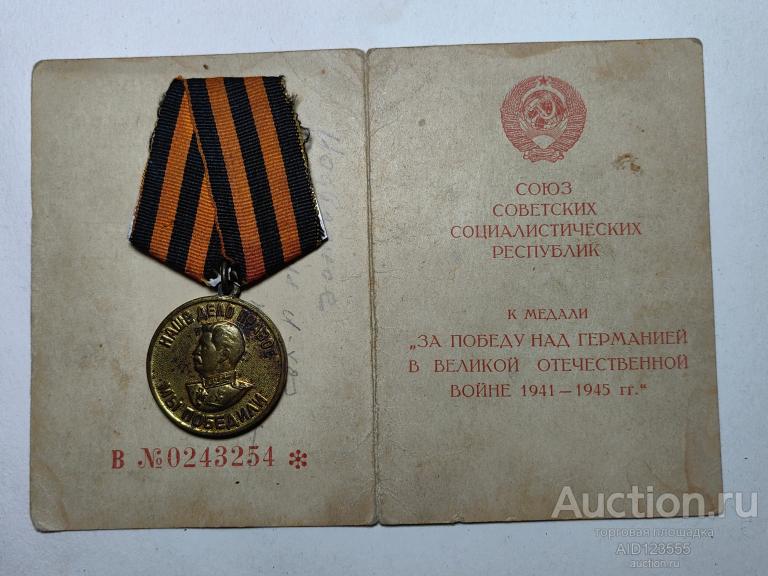 НАШЕ ДЕЛО ПРАВОЕ
МЫ ПОБЕДИЛИ
В №0243254 *
СОЮЗ
СОВЕТСКИХ
СОЦИАЛИСТИЧЕСКИХ
РЕСПУБЛИК
К МЕДАЛИ
„ЗА ПОБЕДУ НАД ГЕРМАНИЕЙ
В ВЕЛИКОЙ ОТЕЧЕСТВЕННОЙ
ВОЙНЕ 1941 — 1945 гг.“
Auction.ru
торговая площадка
AID123555
auction.ru